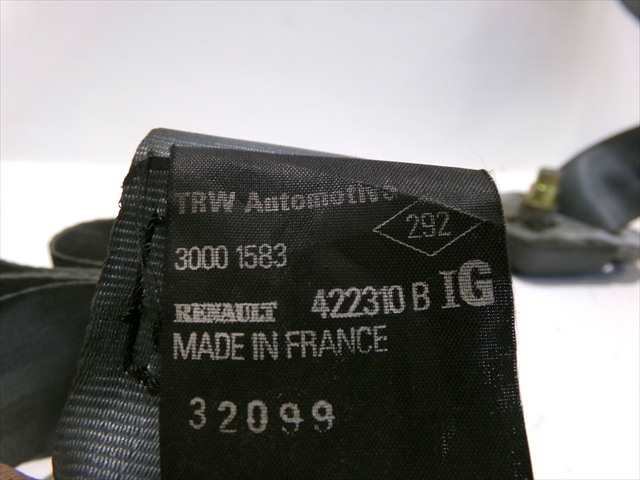 TRW Automotive
292
3000 1583
RENAULT 422310 B IG
MADE IN FRANCE
32099